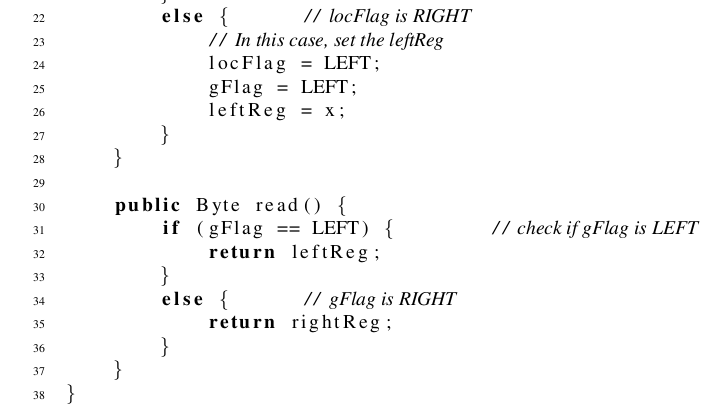 22 else { // locFlag is RIGHT
23 // In this case, set the leftReg
24 locFlag = LEFT;
25 gFlag = LEFT;
26 leftReg = x;
27 }
28 }
29
30 public Byte read() {
31 if (gFlag == LEFT) { // check if gFlag is LEFT
32 return leftReg;
33 }
34 else { // gFlag is RIGHT
35 return rightReg;
36 }
37 }
38 }